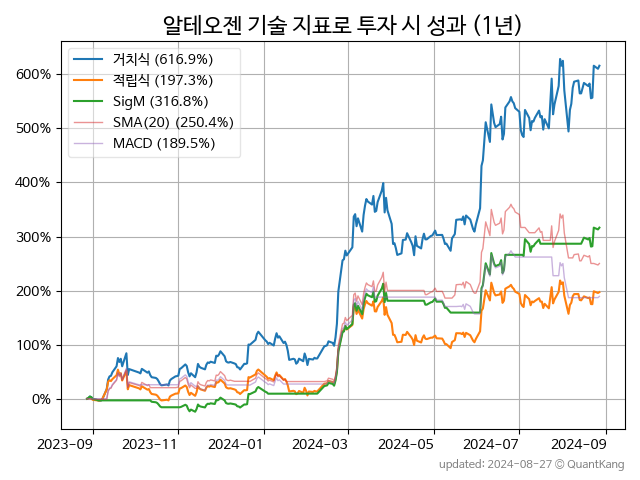 알테오젠 기술 지표로 투자 시 성과 (1년)
거치식 (616.9%)
적립식 (197.3%)
SigM (316.8%)
SMA(20) (250.4%)
MACD (189.5%)
600%
500%
400%
300%
200%
100%
0%
2023-09 2023-11 2024-01 2024-03 2024-05 2024-07 2024-09
updated: 2024-08-27 © QuantKang